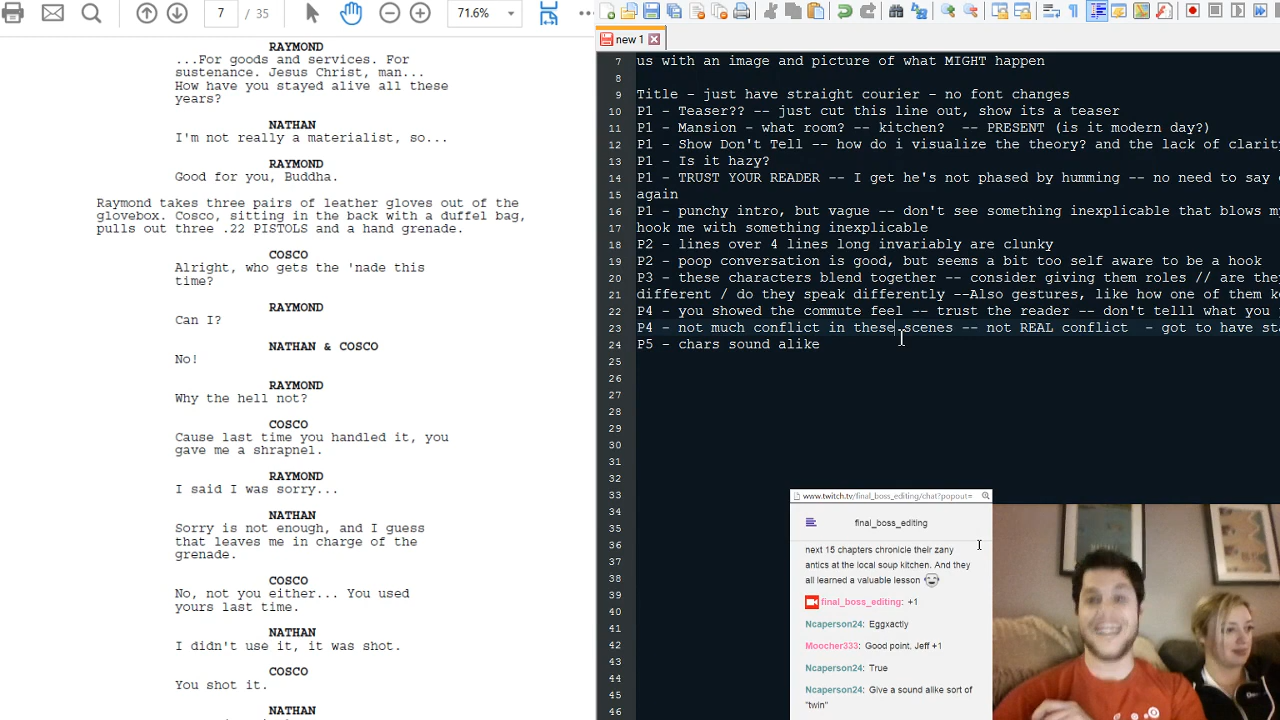 7 / 35
71.6%
RAYMOND
...For goods and services. For
sustenance. Jesus Christ, man...
How have you stayed alive all these
years?
NATHAN
I'm not really a materialist, so...
RAYMOND
Good for you, Buddha.
Raymond takes three pairs of leather gloves out of the
glovebox. Cosco, sitting in the back with a duffel bag,
pulls out three .22 PISTOLS and a hand grenade.
COSCO
Alright, who gets the 'nade this
time?
RAYMOND
Can I?
NATHAN & COSCO
No!
RAYMOND
Why the hell not?
COSCO
Cause last time you handled it, you
gave me a shrapnel.
RAYMOND
I said I was sorry...
NATHAN
Sorry is not enough, and I guess
that leaves me in charge of the
grenade.
COSCO
No, not you either... You used
yours last time.
NATHAN
I didn't use it, it was shot.
COSCO
You shot it.
NATHAN
new 1
7 us with an image and picture of what MIGHT happen
8
9 Title - just have straight courier - no font changes
10 P1 - Teaser?? -- just cut this line out, show its a teaser
11 P1 - Mansion - what room? -- kitchen?  -- PRESENT (is it modern day?)
12 P1 - Show Don't Tell -- how do i visualize the theory? and the lack of clarit
13 P1 - Is it hazy?
14 P1 - TRUST YOUR READER -- I get he's not phased by humming -- no need to say
15 again
16 P1 - punchy intro, but vague -- don't see something inexplicable that blows m
17 hook me with something inexplicable
18 P2 - lines over 4 lines long invariably are clunky
19 P2 - poop conversation is good, but seems a bit too self aware to be a hook
20 P3 - these characters blend together -- consider giving them roles // are the
21 different / do they speak differently --Also gestures, like how one of them k
22 P4 - you showed the commute feel -- trust the reader -- don't telll what you
23 P4 - not much conflict in these scenes -- not REAL conflict  - got to have st
24 P5 - chars sound alike
25
26
27
28
29
30
31
32
33
34
35
36
37
38
39
40
41
42
43
44
45
46
www.twitch.tv/final_boss_editing/chat?popout=
final_boss_editing
next 15 chapters chronicle their zany
antics at the local soup kitchen. And they
all learned a valuable lesson
final_boss_editing: +1
Ncaperson24: Eggxactly
Moocher333: Good point, Jeff +1
Ncaperson24: True
Ncaperson24: Give a sound alike sort of
"twin"